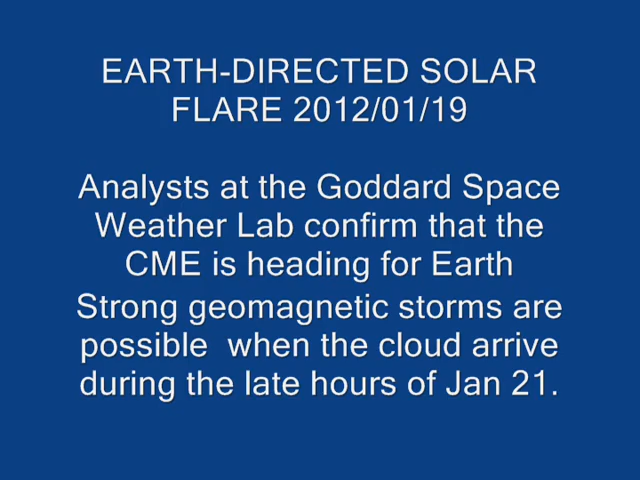 EARTH-DIRECTED SOLAR
FLARE 2012/01/19
Analysts at the Goddard Space
Weather Lab confirm that the
CME is heading for Earth
Strong geomagnetic storms are
possible  when the cloud arrive
during the late hours of Jan 21.